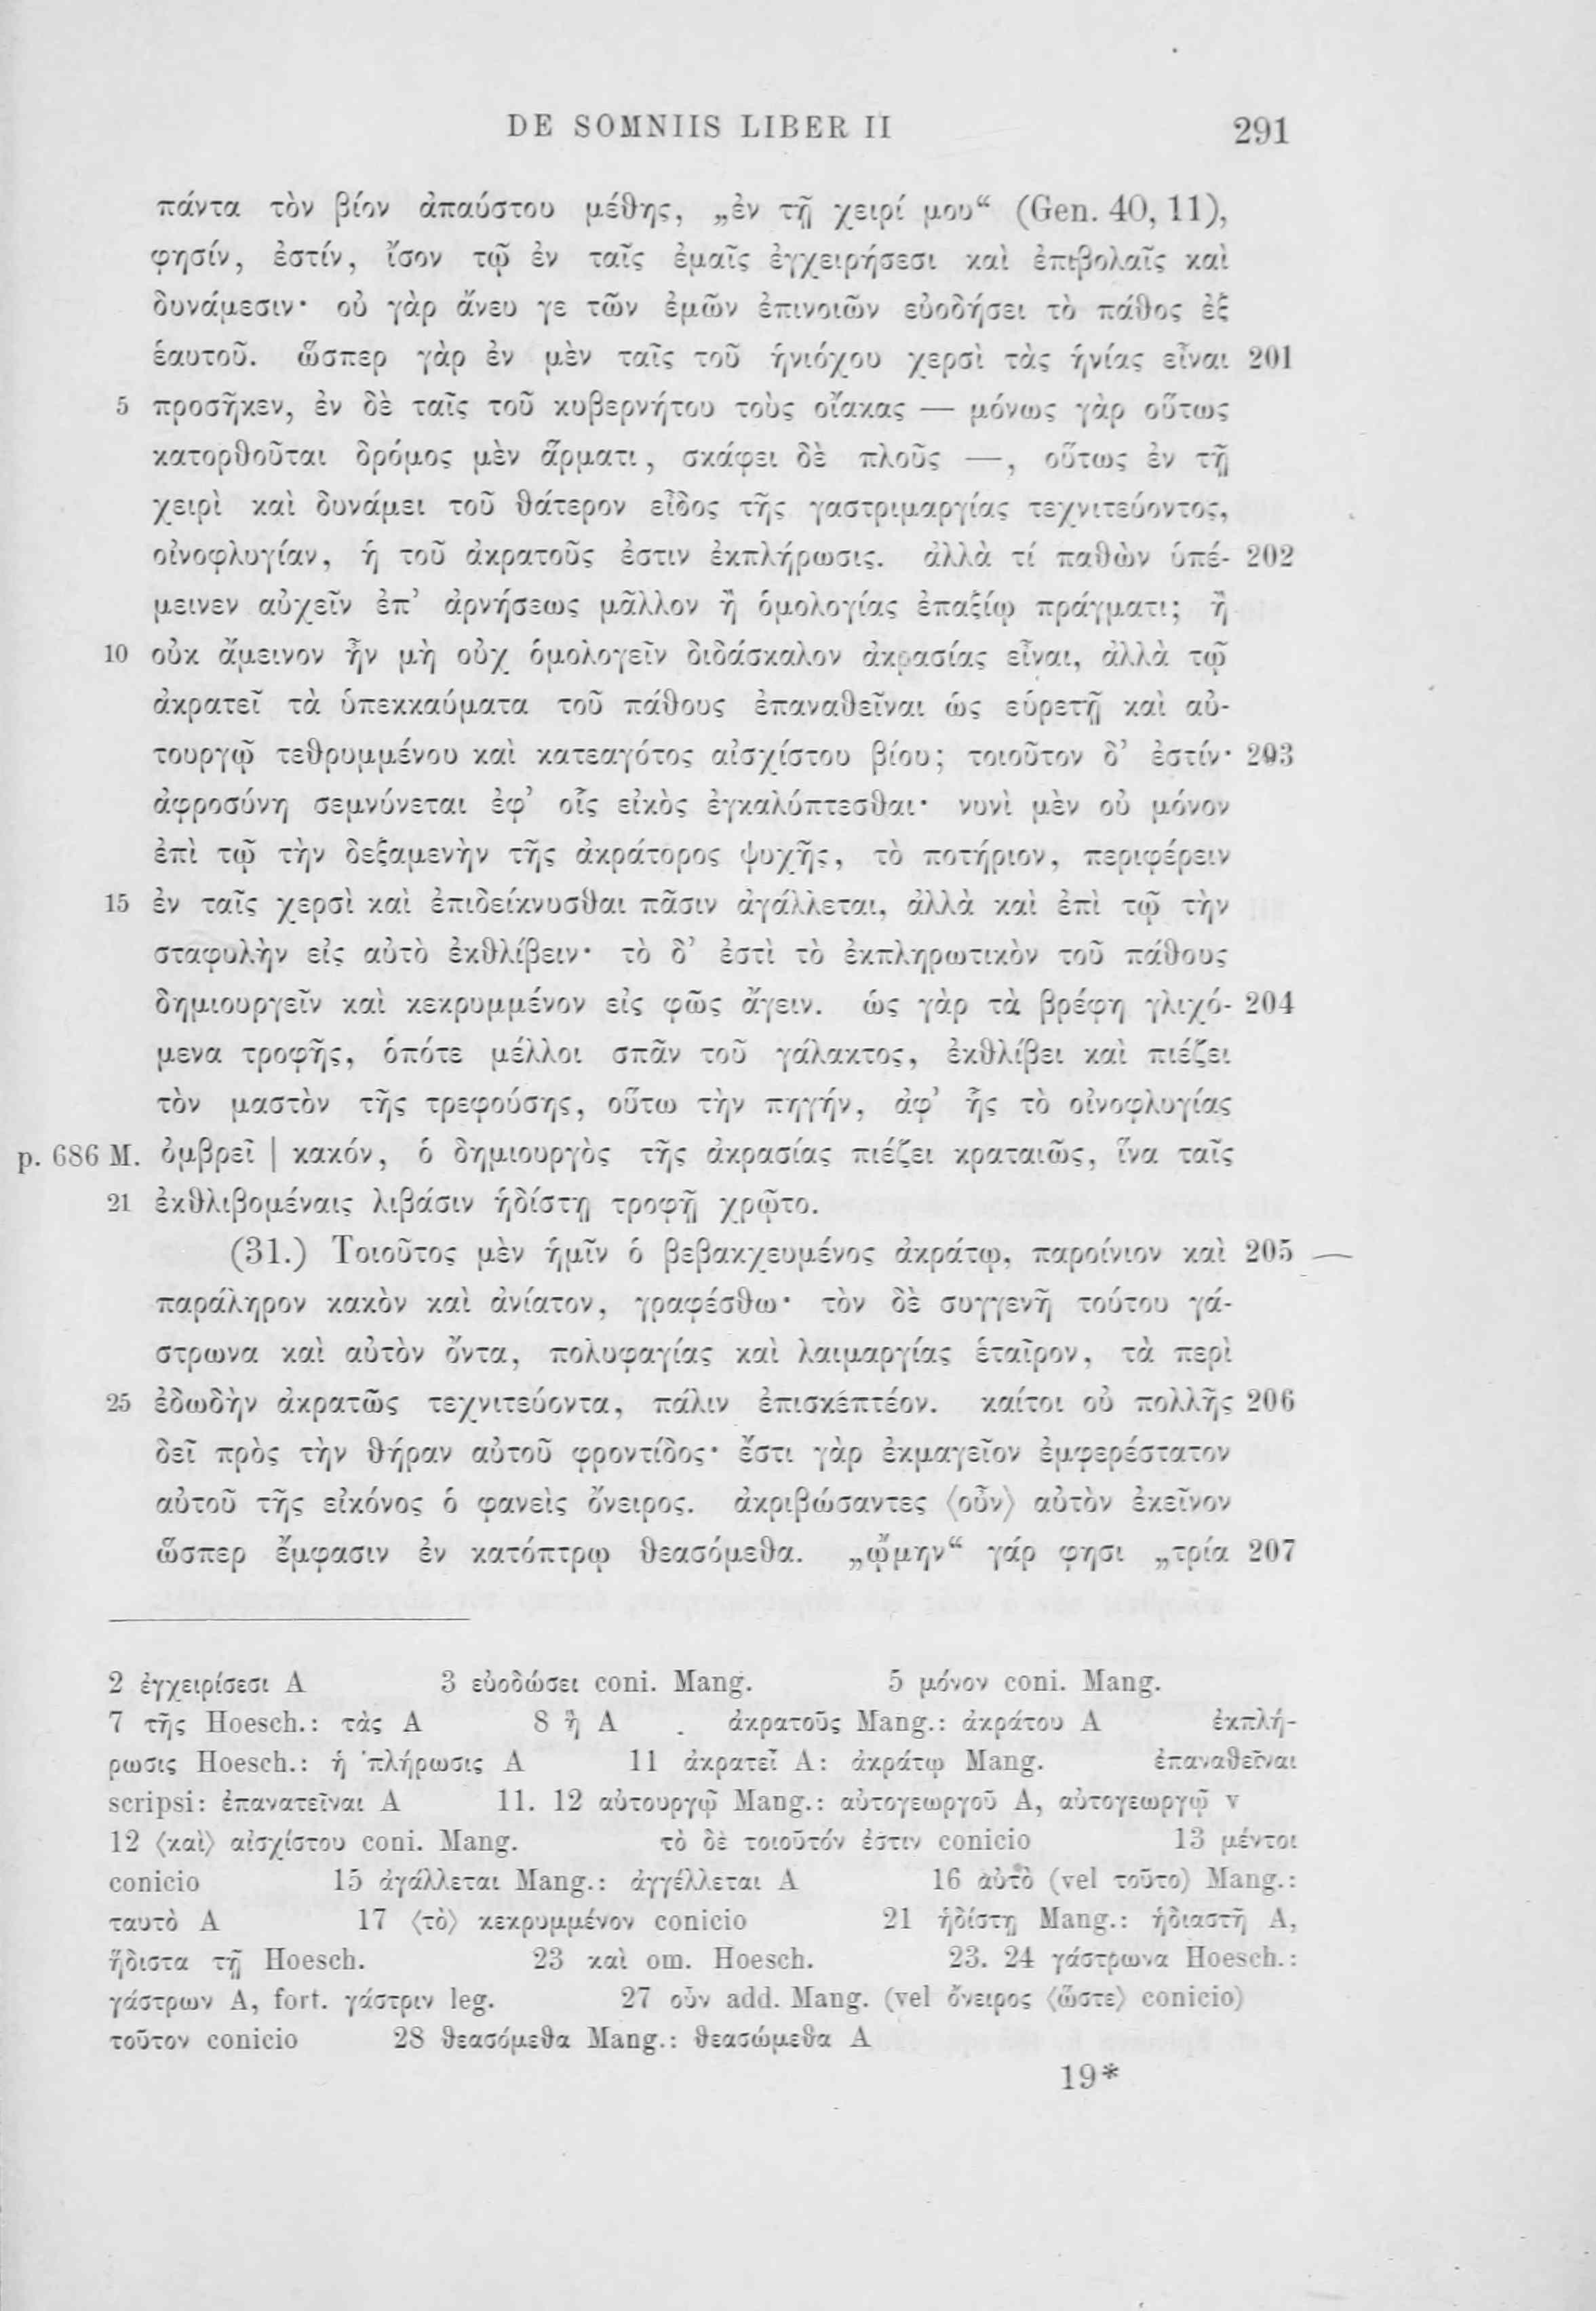 DE SOMNIIS LIBER II 291
πάντα τὸν βίον ἀπαύστου μέθης, „ἐν τῇ χειρί μου“ (Gen. 40, 11),
φησίν, ἐστίν, ἴσον τῷ ἐν ταῖς ἐμαῖς ἐγχειρήσεσι καὶ ἐπιβολαῖς καὶ
δυνάμεσιν· οὐ γὰρ ἄνευ γε τῶν ἐμῶν ἐπινοιῶν εὐοδήσει τὸ πάθος ἐξ
ἑαυτοῦ. ὥσπερ γὰρ ἐν μὲν ταῖς τοῦ ἡνιόχου χερσὶ τὰς ἡνίας εἶναι 201
5 προσῆκεν, ἐν δὲ ταῖς τοῦ κυβερνήτου τοὺς οἴακας — μόνως γὰρ οὕτως
κατορθοῦται δρόμος μὲν ἅρματι, σκάφει δὲ πλοῦς —, οὕτως ἐν τῇ
χειρὶ καὶ δυνάμει τοῦ θάτερον εἶδος τῆς γαστριμαργίας τεχνιτεύοντος,
οἰνοφλυγίαν, ἡ τοῦ ἀκρατοῦς ἐστιν ἐκπλήρωσις. ἀλλὰ τί παθὼν ὑπέ- 202
μεινεν αὐχεῖν ἐπ’ ἀρνήσεως μᾶλλον ἢ ὁμολογίας ἐπαξίῳ πράγματι; ἢ
10 οὐκ ἄμεινον ἦν μὴ οὐχ ὁμολογεῖν διδάσκαλον ἀκρασίας εἶναι, ἀλλὰ τῷ
ἀκρατεῖ τὰ ὑπεκκαύματα τοῦ πάθους ἐπαναθεῖναι ὡς εὑρετῇ καὶ αὐ-
τουργῷ τεθρυμμένου καὶ κατεαγότος αἰσχίστου βίου; τοιοῦτον δ’ ἐστίν· 203
ἀφροσύνη σεμνύνεται ἐφ’ οἷς εἰκὸς ἐγκαλύπτεσθαι· νυνὶ μὲν οὐ μόνον
ἐπὶ τῷ τὴν δεξαμενὴν τῆς ἀκράτορος ψυχῆς, τὸ ποτήριον, περιφέρειν
15 ἐν ταῖς χερσὶ καὶ ἐπιδείκνυσθαι πᾶσιν ἀγάλλεται, ἀλλὰ καὶ ἐπὶ τῷ τὴν
σταφυλὴν εἰς αὐτὸ ἐκθλίβειν· τὸ δ’ ἐστὶ τὸ ἐκπληρωτικὸν τοῦ πάθους
δημιουργεῖν καὶ κεκρυμμένον εἰς φῶς ἄγειν. ὡς γὰρ τὰ βρέφη γλιχό- 204
μενα τροφῆς, ὁπότε μέλλοι σπᾶν τοῦ γάλακτος, ἐκθλίβει καὶ πιέζει
τὸν μαστὸν τῆς τρεφούσης, οὕτω τὴν πηγήν, ἀφ’ ἧς τὸ οἰνοφλυγίας
p. 686 M. ὀμβρεῖ | κακόν, ὁ δημιουργὸς τῆς ἀκρασίας πιέζει κραταιῶς, ἵνα ταῖς
21 ἐκθλιβομέναις λιβάσιν ἡδίστῃ τροφῇ χρῷτο.
(31.) Τοιοῦτος μὲν ἡμῖν ὁ βεβακχευμένος ἀκράτῳ, παροίνιον καὶ 205
παράληρον κακὸν καὶ ἀνίατον, γραφέσθω· τὸν δὲ συγγενῆ τούτου γά-
στρωνα καὶ αὐτὸν ὄντα, πολυφαγίας καὶ λαιμαργίας ἑταῖρον, τὰ περὶ
25 ἐδωδὴν ἀκρατῶς τεχνιτεύοντα, πάλιν ἐπισκεπτέον. καίτοι οὐ πολλῆς 206
δεῖ πρὸς τὴν θήραν αὐτοῦ φροντίδος· ἔστι γὰρ ἐκμαγεῖον ἐμφερέστατον
αὐτοῦ τῆς εἰκόνος ὁ φανεὶς ὄνειρος. ἀκριβώσαντες ⟨οὖν⟩ αὐτὸν ἐκεῖνον
ὥσπερ ἔμφασιν ἐν κατόπτρῳ θεασόμεθα. „ᾤμην“ γάρ φησι „τρία 207
2 ἐγχειρίσεσι A 3 εὐοδώσει coni. Mang. 5 μόνον coni. Mang.
7 τῆς Hoesch.: τὰς A 8 ἢ A ἀκρατοῦς Mang.: ἀκράτου A ἐκπλή-
ρωσις Hoesch.: ἡ ’πλήρωσις A 11 ἀκρατεῖ A: ἀκράτῳ Mang. ἐπαναθεῖναι
scripsi: ἐπανατεῖναι A 11. 12 αὐτουργῷ Mang.: αὐτογεωργοῦ A, αὐτογεωργῷ v
12 ⟨καὶ⟩ αἰσχίστου coni. Mang. τὸ δὲ τοιοῦτόν ἐστιν conicio 13 μέντοι
conicio 15 ἀγάλλεται Mang.: ἀγγέλλεται A 16 αὐτὸ (vel τοῦτο) Mang.:
ταυτὸ A 17 ⟨τὸ⟩ κεκρυμμένον conicio 21 ἡδίστῃ Mang.: ἡδιαστῆ A,
ἥδιστα τῇ Hoesch. 23 καὶ om. Hoesch. 23. 24 γάστρωνα Hoesch.:
γάστρων A, fort. γάστριν leg. 27 οὖν add. Mang. (vel ὄνειρος ⟨ὥστε⟩ conicio)
τοῦτον conicio 28 θεασόμεθα Mang.: θεασώμεθα A
19*